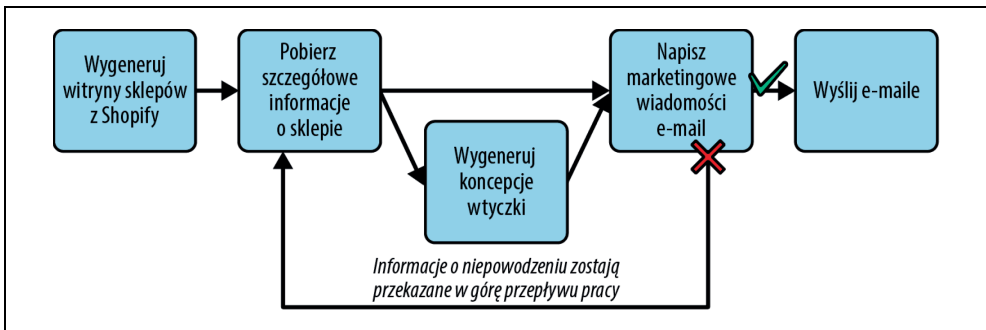 Wygeneruj
witryny sklepów
z Shopify
Pobierz
szczegółowe
informacje
o sklepie
Wygeneruj
koncepcje
wtyczki
Napisz
marketingowe
wiadomości
e-mail
Wyślij e-maile
Informacje o niepowodzeniu zostają
przekazane w górę przepływu pracy